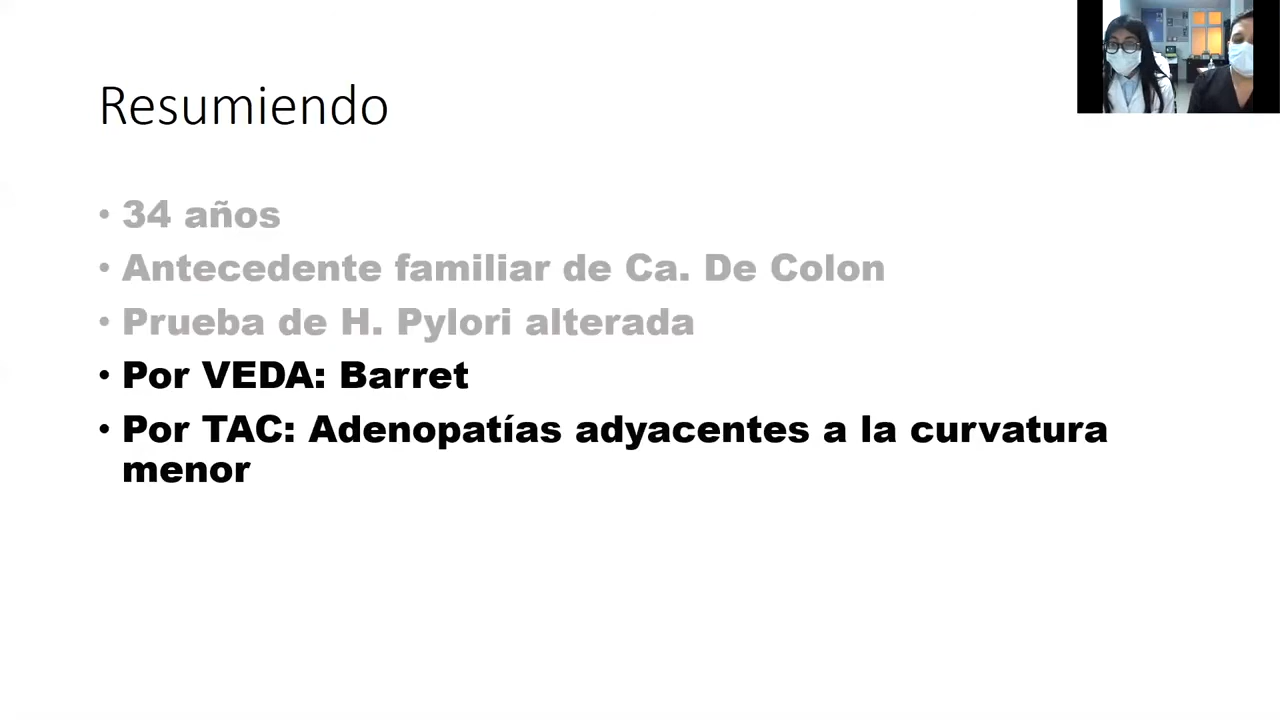 Resumiendo
• 34 años
• Antecedente familiar de Ca. De Colon
• Prueba de H. Pylori alterada
• Por VEDA: Barret
• Por TAC: Adenopatías adyacentes a la curvatura
menor